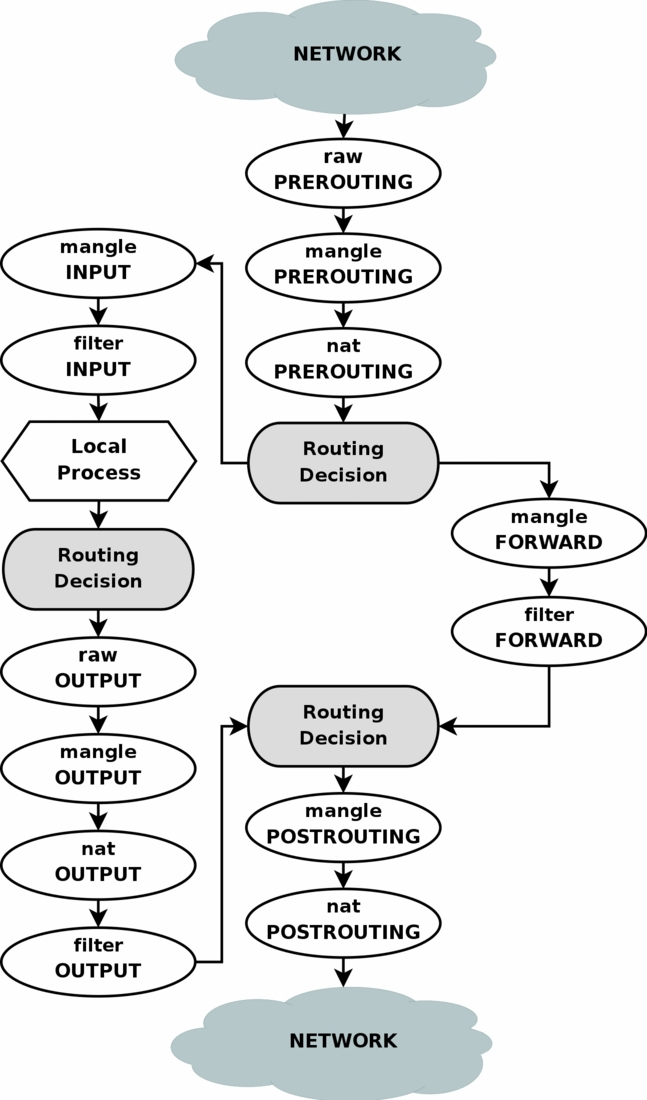 NETWORK
raw
PREROUTING
mangle
PREROUTING
nat
PREROUTING
Routing
Decision
mangle
INPUT
filter
INPUT
Local
Process
Routing
Decision
raw
OUTPUT
mangle
OUTPUT
nat
OUTPUT
filter
OUTPUT
mangle
FORWARD
filter
FORWARD
Routing
Decision
mangle
POSTROUTING
nat
POSTROUTING
NETWORK